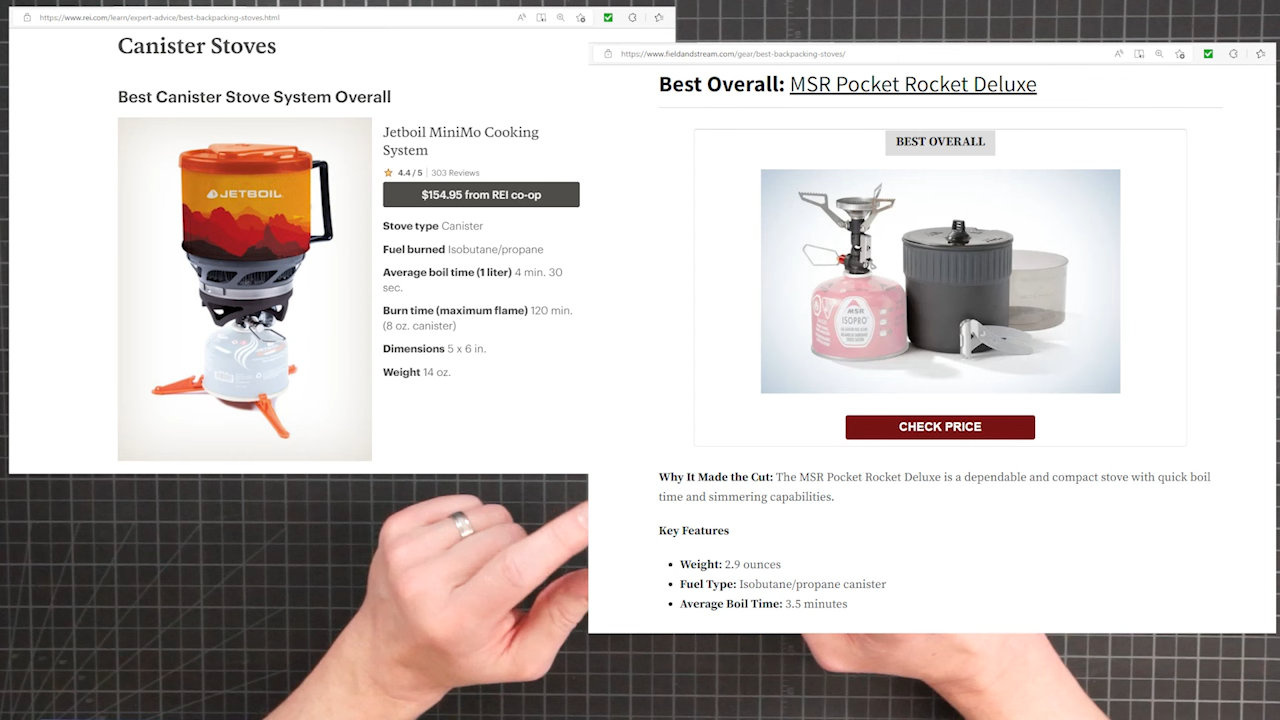 https://www.rei.com/learn/expert-advice/best-backpacking-stoves.html
Canister Stoves
Best Canister Stove System Overall
JETBOIL
Jetboil MiniMo Cooking
System
4.4 / 5 | 303 Reviews
$154.95 from REI co-op
Stove type Canister
Fuel burned Isobutane/propane
Average boil time (1 liter) 4 min. 30
sec.
Burn time (maximum flame) 120 min.
(8 oz. canister)
Dimensions 5 x 6 in.
Weight 14 oz.
https://www.fieldandstream.com/gear/best-backpacking-stoves/
Best Overall: MSR Pocket Rocket Deluxe
BEST OVERALL
MSR
ISOPRO
CHECK PRICE
Why It Made the Cut: The MSR Pocket Rocket Deluxe is a dependable and compact stove with quick boil
time and simmering capabilities.
Key Features
• Weight: 2.9 ounces
• Fuel Type: Isobutane/propane canister
• Average Boil Time: 3.5 minutes